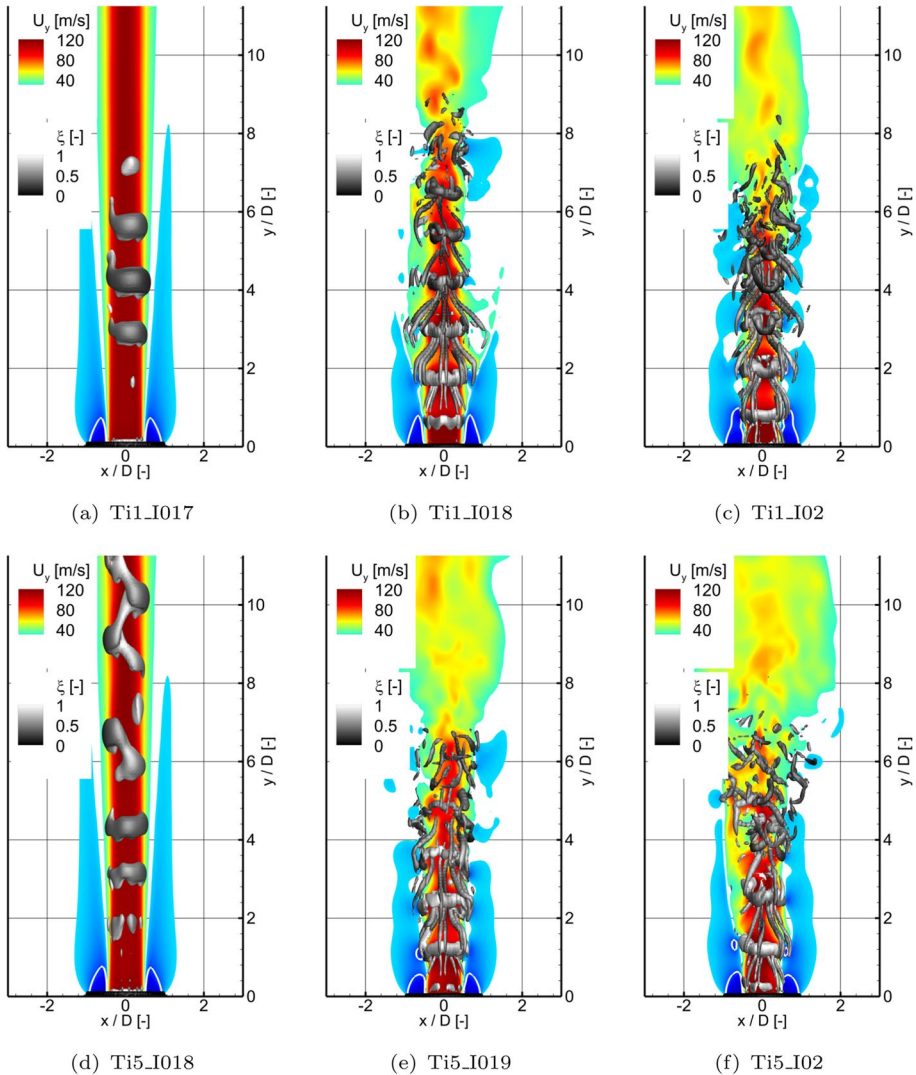 U_y [m/s]
120
80
40
ξ [-]
1
0.5
0
10
8
6
4
2
0
y / D [-]
-2 0 2
x / D [-]
(a) Ti1_I017
U_y [m/s]
120
80
40
ξ [-]
1
0.5
0
10
8
6
4
2
0
y / D [-]
-2 0 2
x / D [-]
(b) Ti1_I018
U_y [m/s]
120
80
40
ξ [-]
1
0.5
0
10
8
6
4
2
0
y / D [-]
-2 0 2
x / D [-]
(c) Ti1_I02
U_y [m/s]
120
80
40
ξ [-]
1
0.5
0
10
8
6
4
2
0
y / D [-]
-2 0 2
x / D [-]
(d) Ti5_I018
U_y [m/s]
120
80
40
ξ [-]
1
0.5
0
10
8
6
4
2
0
y / D [-]
-2 0 2
x / D [-]
(e) Ti5_I019
U_y [m/s]
120
80
40
ξ [-]
1
0.5
0
10
8
6
4
2
0
y / D [-]
-2 0 2
x / D [-]
(f) Ti5_I02